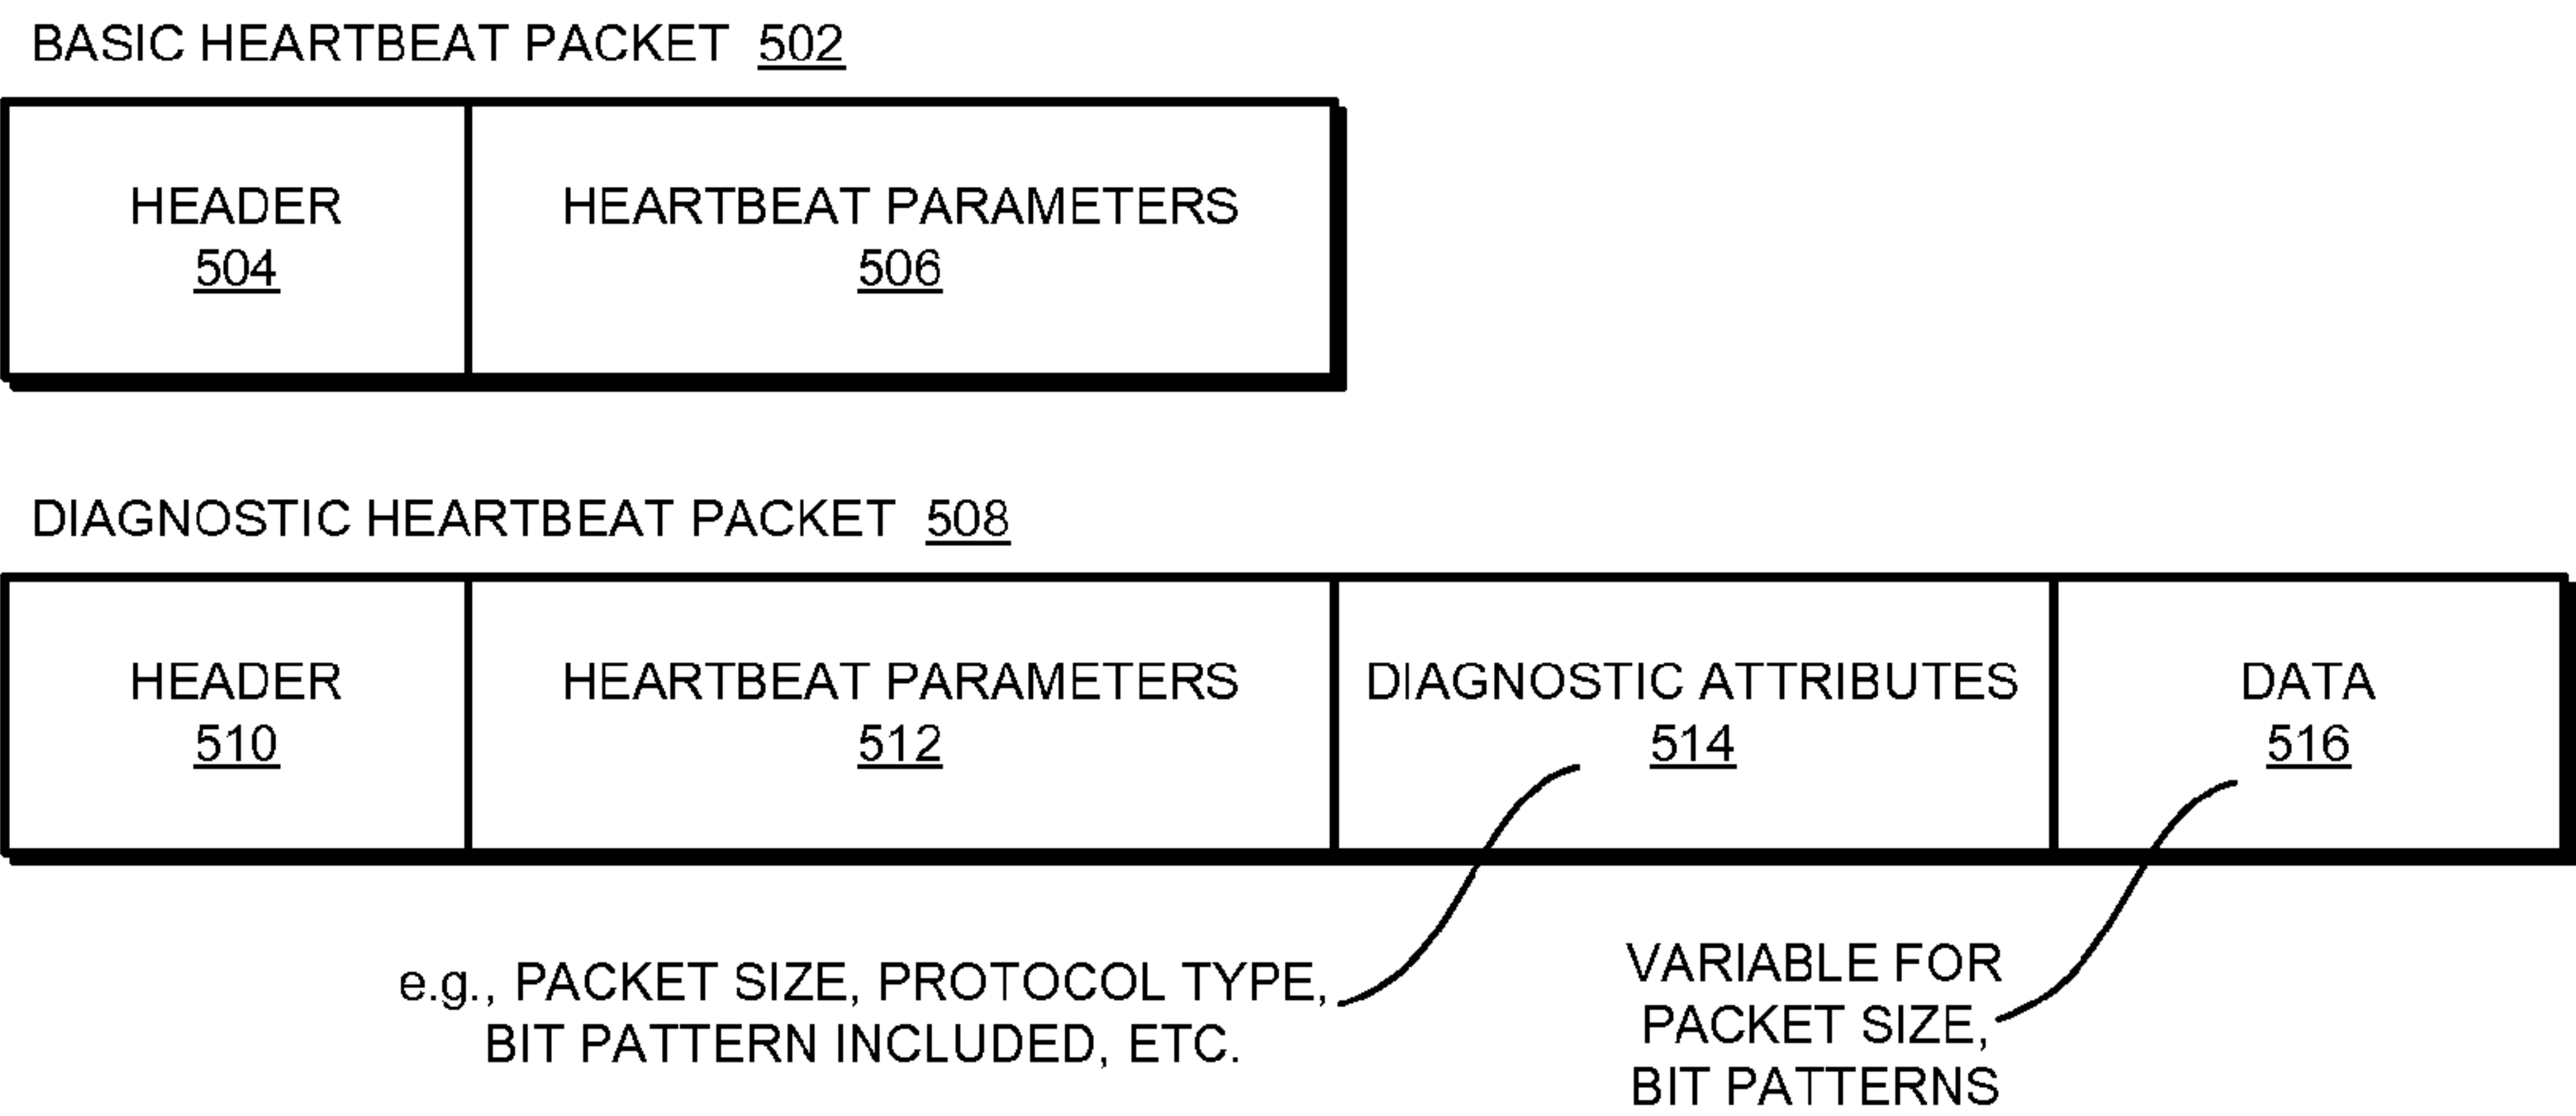 BASIC HEARTBEAT PACKET 502
HEADER
504
HEARTBEAT PARAMETERS
506
DIAGNOSTIC HEARTBEAT PACKET 508
HEADER
510
HEARTBEAT PARAMETERS
512
DIAGNOSTIC ATTRIBUTES
514
DATA
516
e.g., PACKET SIZE, PROTOCOL TYPE,
BIT PATTERN INCLUDED, ETC.
VARIABLE FOR
PACKET SIZE,
BIT PATTERNS